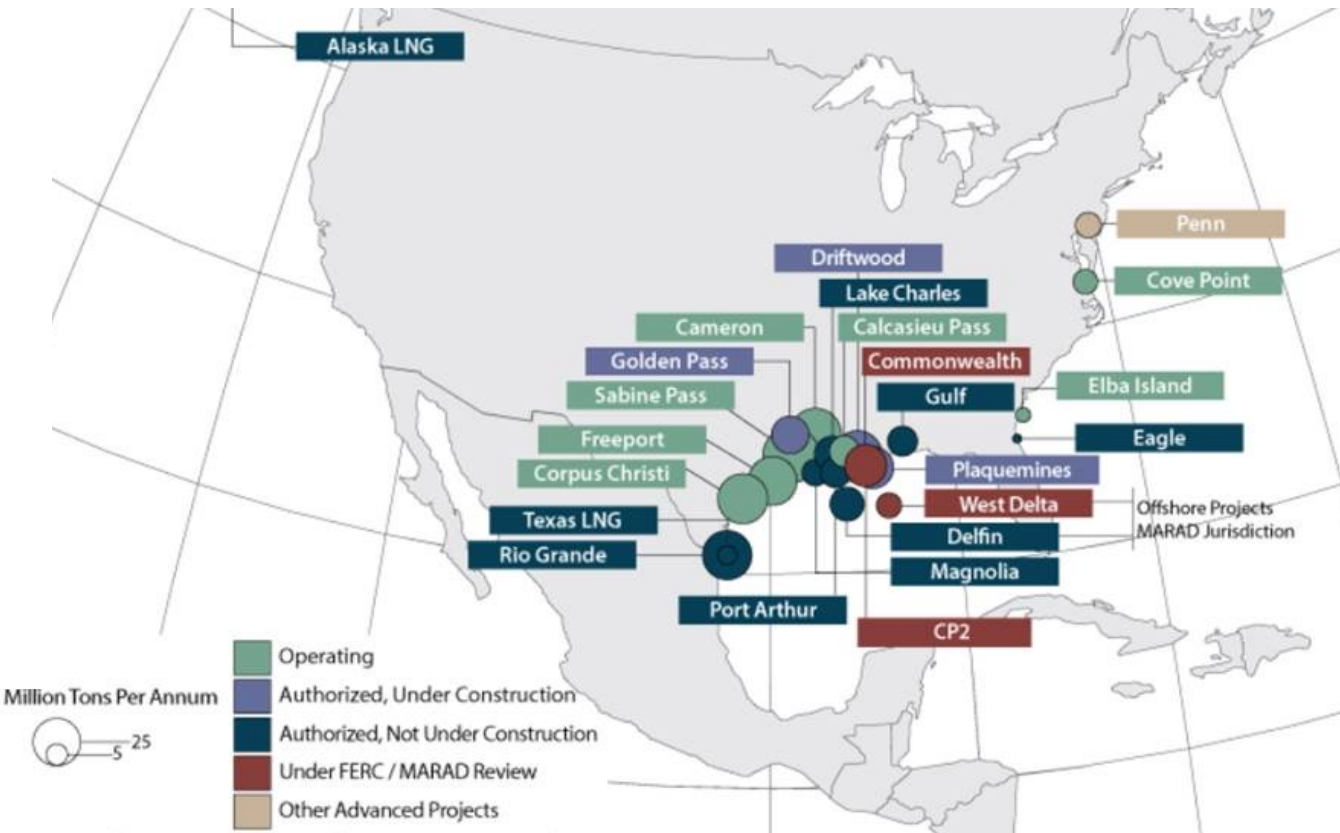 Alaska LNG
Penn
Driftwood
Cove Point
Lake Charles
Cameron
Calcasieu Pass
Golden Pass
Commonwealth
Elba Island
Sabine Pass
Gulf
Freeport
Eagle
Corpus Christi
Plaquemines
West Delta
Offshore Projects
MARAD Jurisdiction
Texas LNG
Delfin
Rio Grande
Magnolia
Port Arthur
CP2
Million Tons Per Annum
25
5
Operating
Authorized, Under Construction
Authorized, Not Under Construction
Under FERC / MARAD Review
Other Advanced Projects